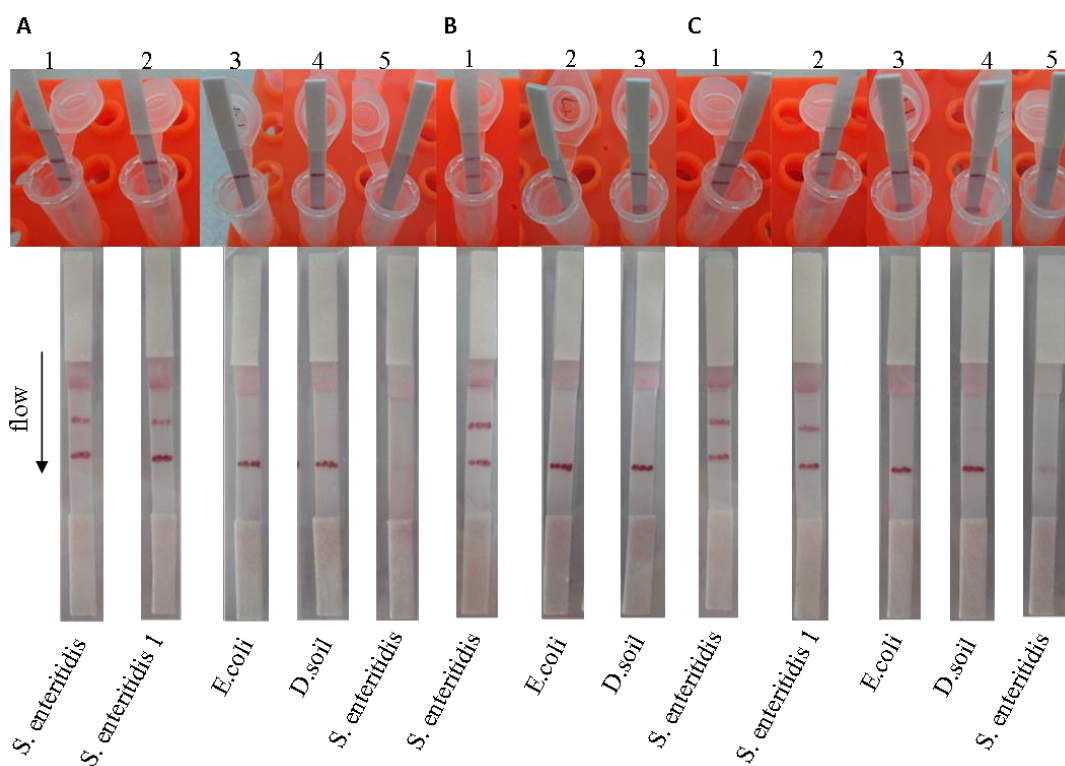 A B C
1 2 3 4 5 1 2 3 1 2 3 4 5
flow
S. enteritidis
S. enteritidis 1
E.coli
D.soil
S. enteritidis
S. enteritidis
E.coli
D.soil
S. enteritidis
S. enteritidis 1
E.coli
D.soil
S. enteritidis